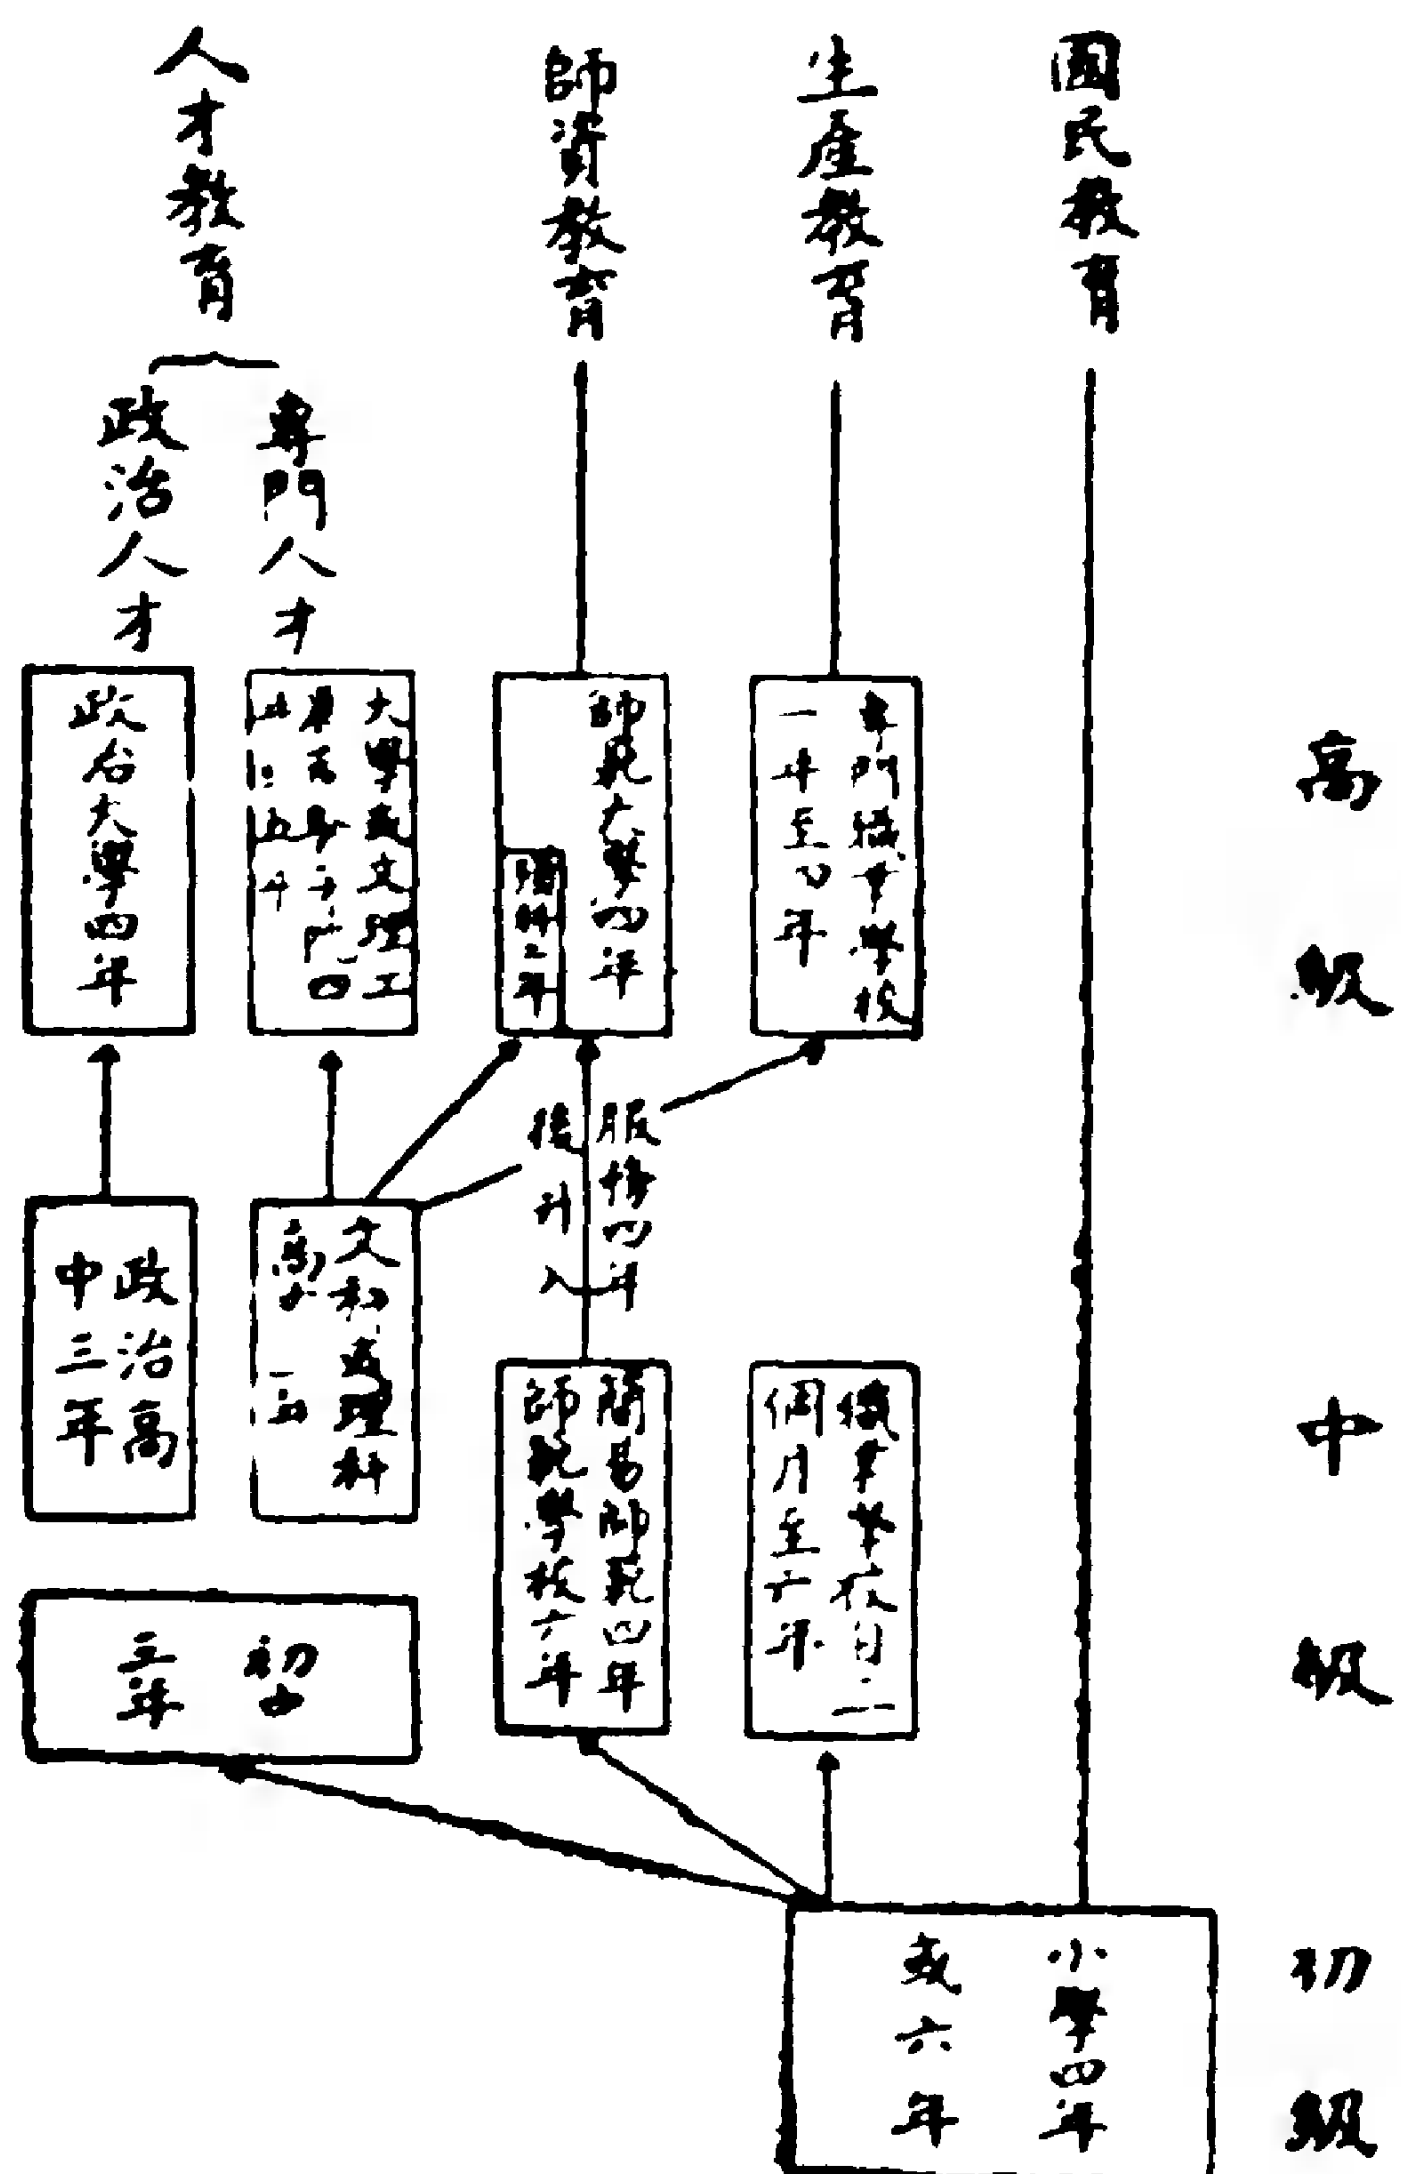 國民教育
生產教育
師資教育
人才教育
專門人才
政治人才
高級
中級
初級
專門職業學校
一年至四年
師範大學四年
簡科二年
大學或文理工
政治大學四年
服務四年
後升入
文科或理科
高中
政治高
中三年
職業學校
個月至六年
簡易師範四年
師範學校六年
初中
三年
小學四年
或六年